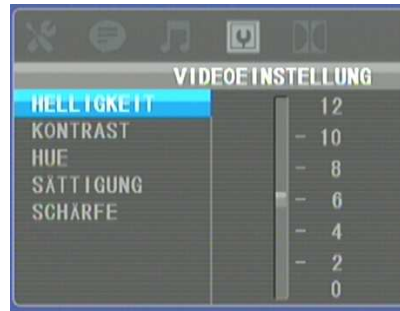 VIDEOEINSTELLUNG
HELLIGKEIT
KONTRAST
HUE
SÄTTIGUNG
SCHÄRFE
12
10
8
6
4
2
0